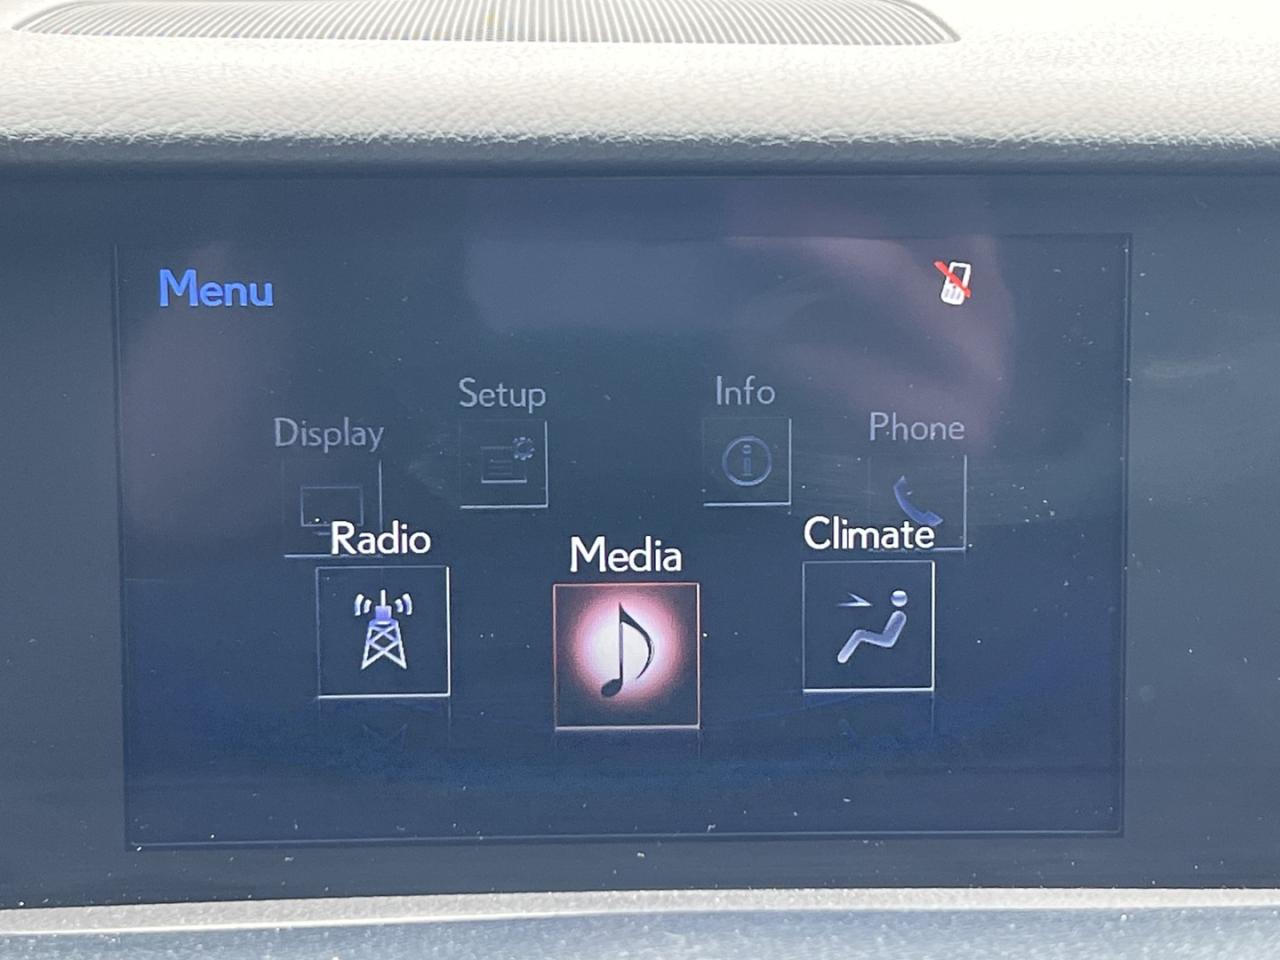 Menu
Setup
Info
Display
Phone
Radio
Media
Climate